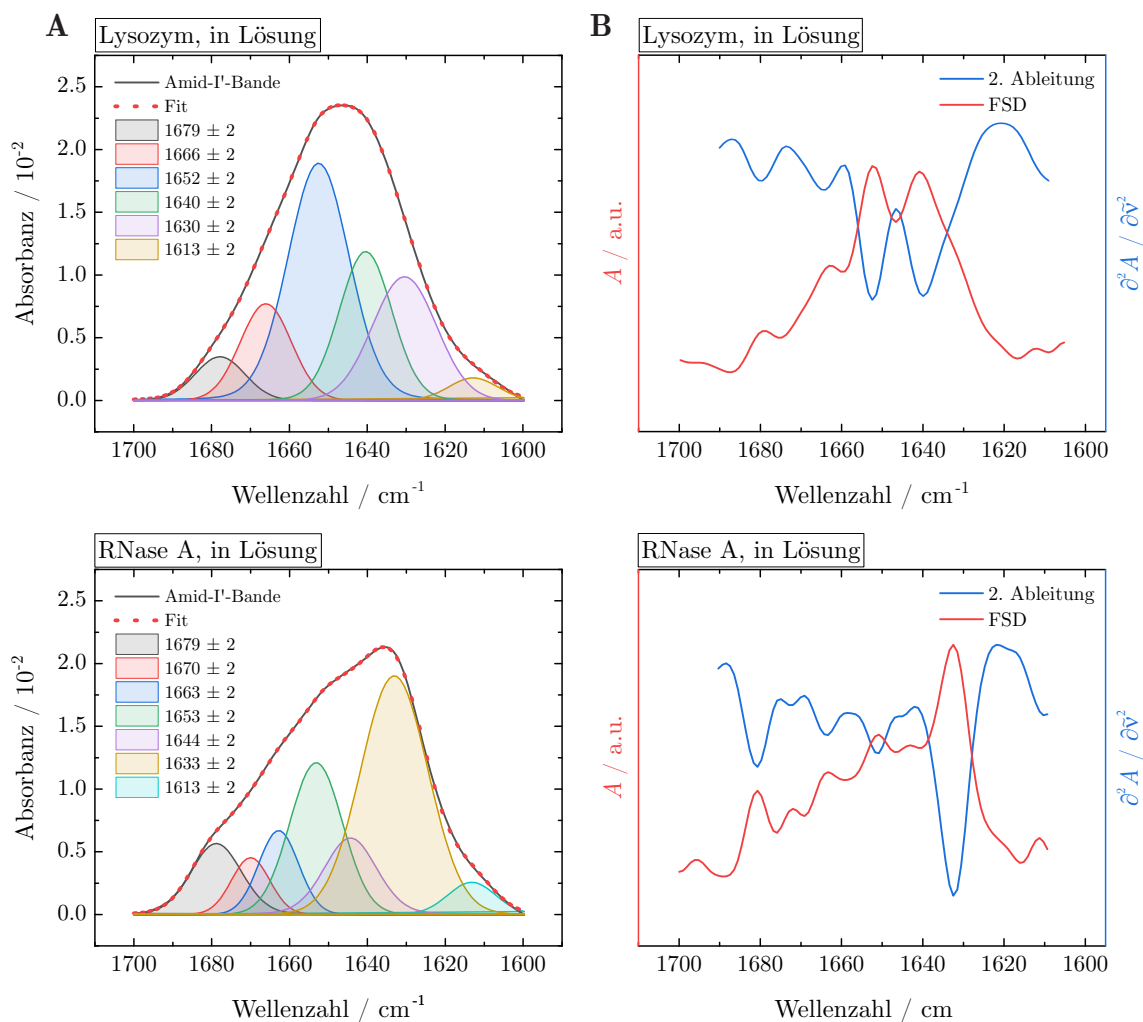 A
Lysozym, in Lösung
Amid-I'-Bande
Fit
1679 ± 2
1666 ± 2
1652 ± 2
1640 ± 2
1630 ± 2
1613 ± 2
2.5
2.0
1.5
1.0
0.5
0.0
Absorbanz / 10⁻²
1700 1680 1660 1640 1620 1600
Wellenzahl / cm⁻¹
B
Lysozym, in Lösung
2. Ableitung
FSD
A / a.u.
∂²A / ∂ṽ²
1700 1680 1660 1640 1620 1600
Wellenzahl / cm⁻¹
RNase A, in Lösung
Amid-I'-Bande
Fit
1679 ± 2
1670 ± 2
1663 ± 2
1653 ± 2
1644 ± 2
1633 ± 2
1613 ± 2
2.5
2.0
1.5
1.0
0.5
0.0
Absorbanz / 10⁻²
1700 1680 1660 1640 1620 1600
Wellenzahl / cm⁻¹
RNase A, in Lösung
2. Ableitung
FSD
A / a.u.
∂²A / ∂ṽ²
1700 1680 1660 1640 1620 1600
Wellenzahl / cm